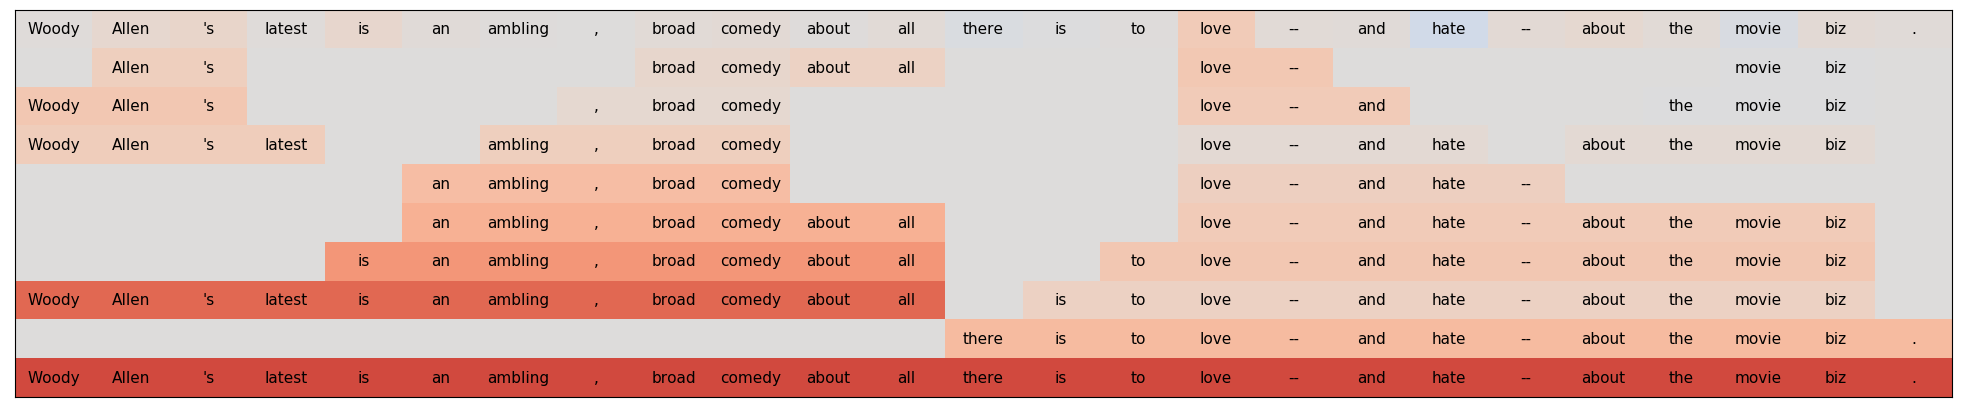 Woody Allen 's latest is an ambling , broad comedy about all there is to love -- and hate -- about the movie biz .
Allen 's broad comedy about all love -- movie biz
Woody Allen 's , broad comedy love -- and the movie biz
Woody Allen 's latest ambling , broad comedy love -- and hate about the movie biz
an ambling , broad comedy love -- and hate --
an ambling , broad comedy about all love -- and hate -- about the movie biz
is an ambling , broad comedy about all to love -- and hate -- about the movie biz
Woody Allen 's latest is an ambling , broad comedy about all is to love -- and hate -- about the movie biz
there is to love -- and hate -- about the movie biz .
Woody Allen 's latest is an ambling , broad comedy about all there is to love -- and hate -- about the movie biz .